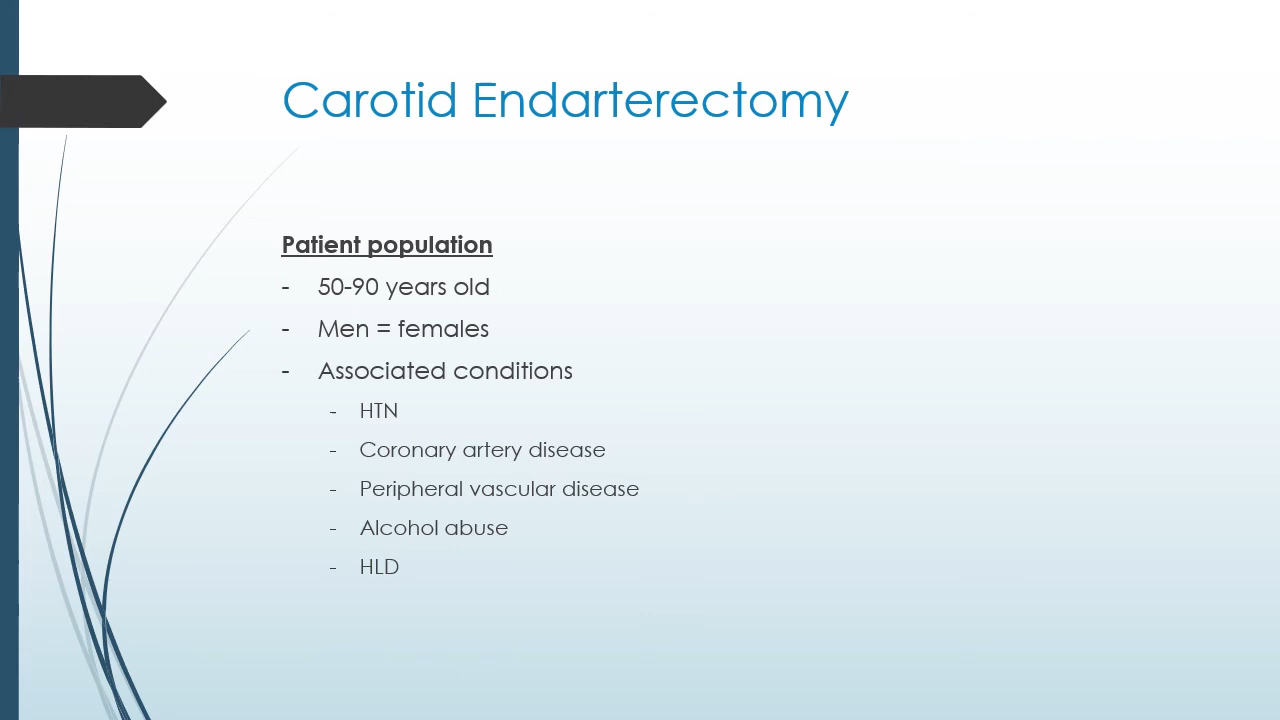 Carotid Endarterectomy
Patient population
- 50-90 years old
- Men = females
- Associated conditions
- HTN
- Coronary artery disease
- Peripheral vascular disease
- Alcohol abuse
- HLD